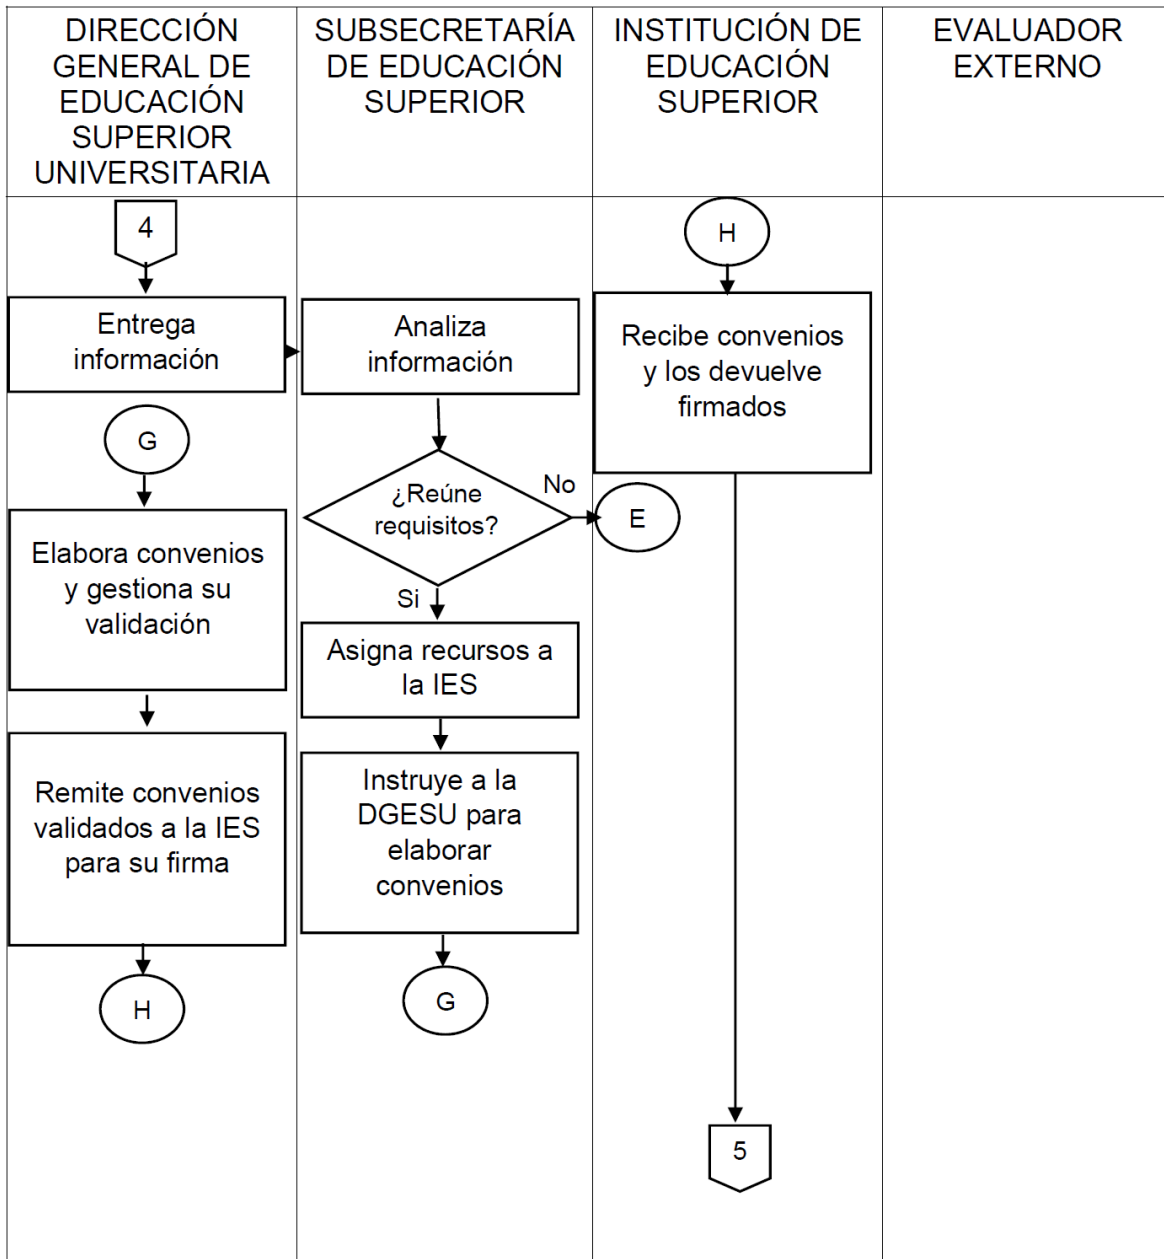 DIRECCIÓN
GENERAL DE
EDUCACIÓN
SUPERIOR
UNIVERSITARIA
SUBSECRETARÍA
DE EDUCACIÓN
SUPERIOR
INSTITUCIÓN DE
EDUCACIÓN
SUPERIOR
EVALUADOR
EXTERNO
4
Entrega
información
G
Elabora convenios
y gestiona su
validación
Remite convenios
validados a la IES
para su firma
H
Analiza
información
¿Reúne
requisitos?
No
E
Si
Asigna recursos a
la IES
Instruye a la
DGESU para
elaborar
convenios
G
H
Recibe convenios
y los devuelve
firmados
5